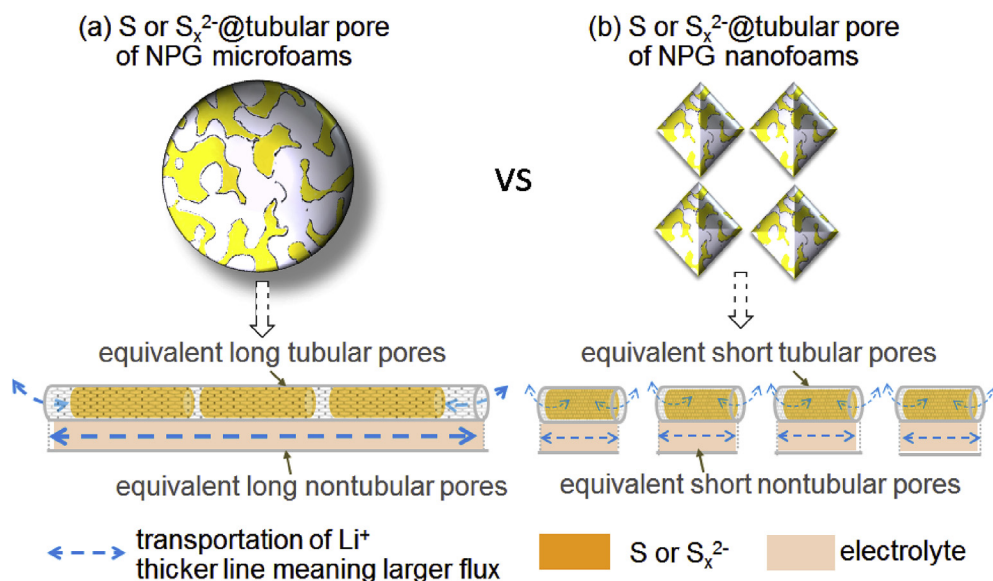 (a) S or Sₓ²⁻@tubular pore
of NPG microfoams
(b) S or Sₓ²⁻@tubular pore
of NPG nanofoams
vs
equivalent long tubular pores
equivalent short tubular pores
equivalent long nontubular pores
equivalent short nontubular pores
transportation of Li⁺
thicker line meaning larger flux
S or Sₓ²⁻
electrolyte